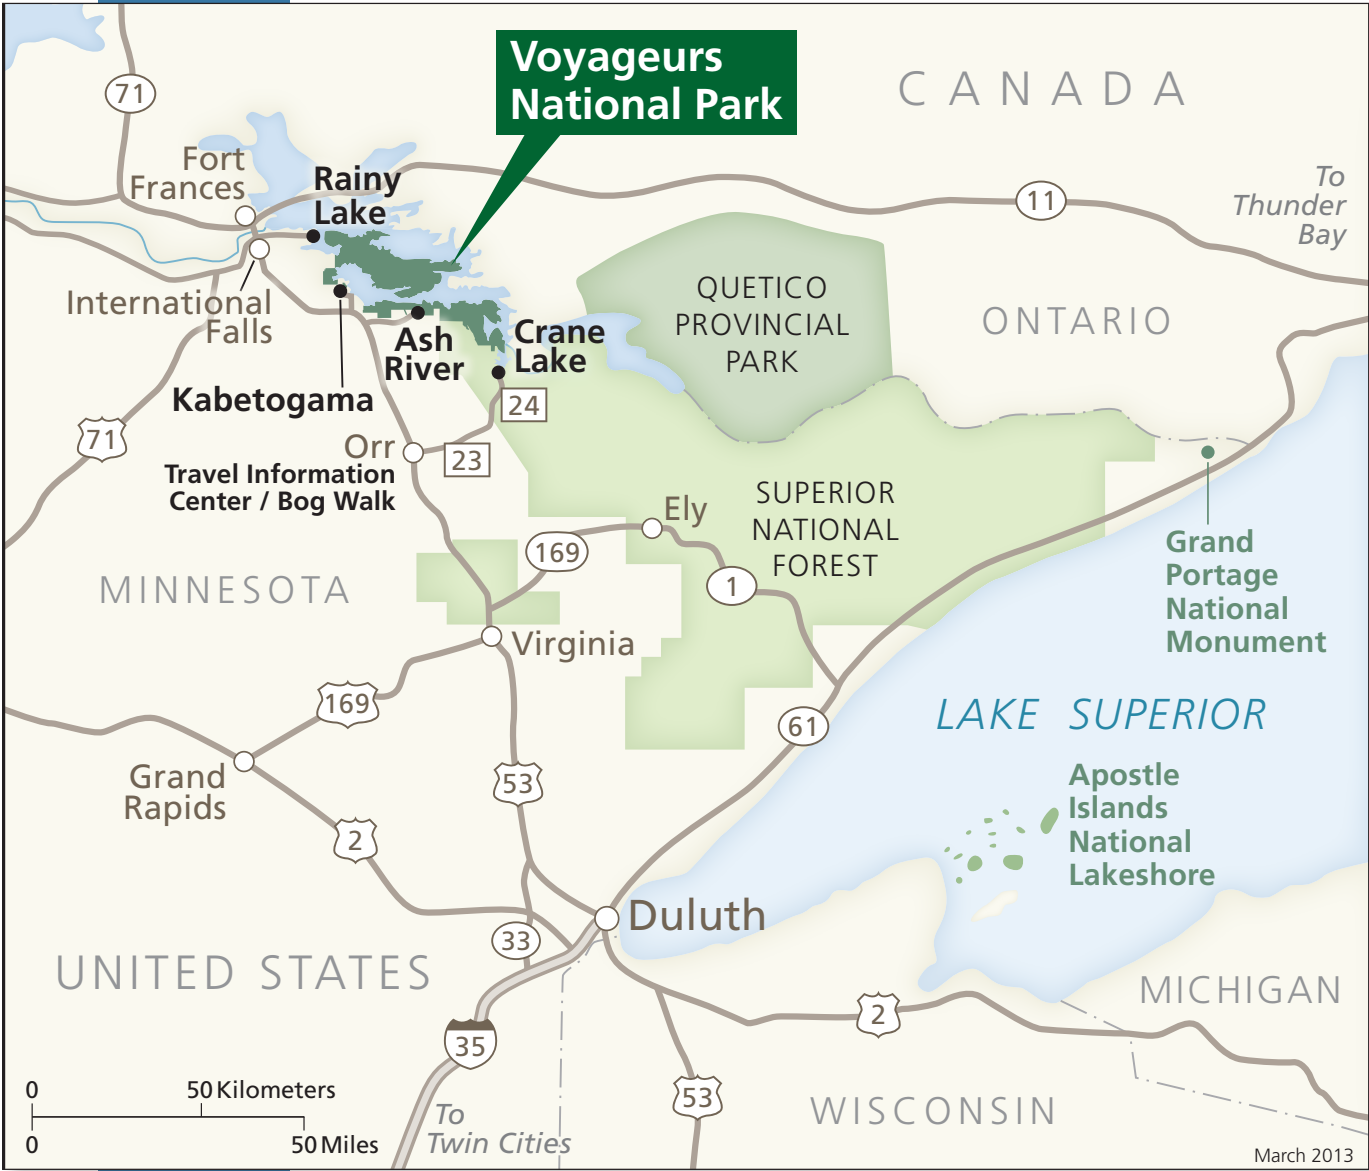 Voyageurs
National Park
CANADA
71
Fort
Frances
Rainy
Lake
11
To
Thunder
Bay
International
Falls
QUETICO
PROVINCIAL
PARK
ONTARIO
Ash
River
Crane
Lake
Kabetogama
24
71
Orr
23
Travel Information
Center / Bog Walk
SUPERIOR
NATIONAL
FOREST
Ely
169
1
Grand
Portage
National
Monument
MINNESOTA
Virginia
169
61
LAKE SUPERIOR
Grand
Rapids
53
2
Apostle
Islands
National
Lakeshore
Duluth
33
UNITED STATES
MICHIGAN
2
35
53
WISCONSIN
0
50 Kilometers
0
50 Miles
To
Twin Cities
March 2013